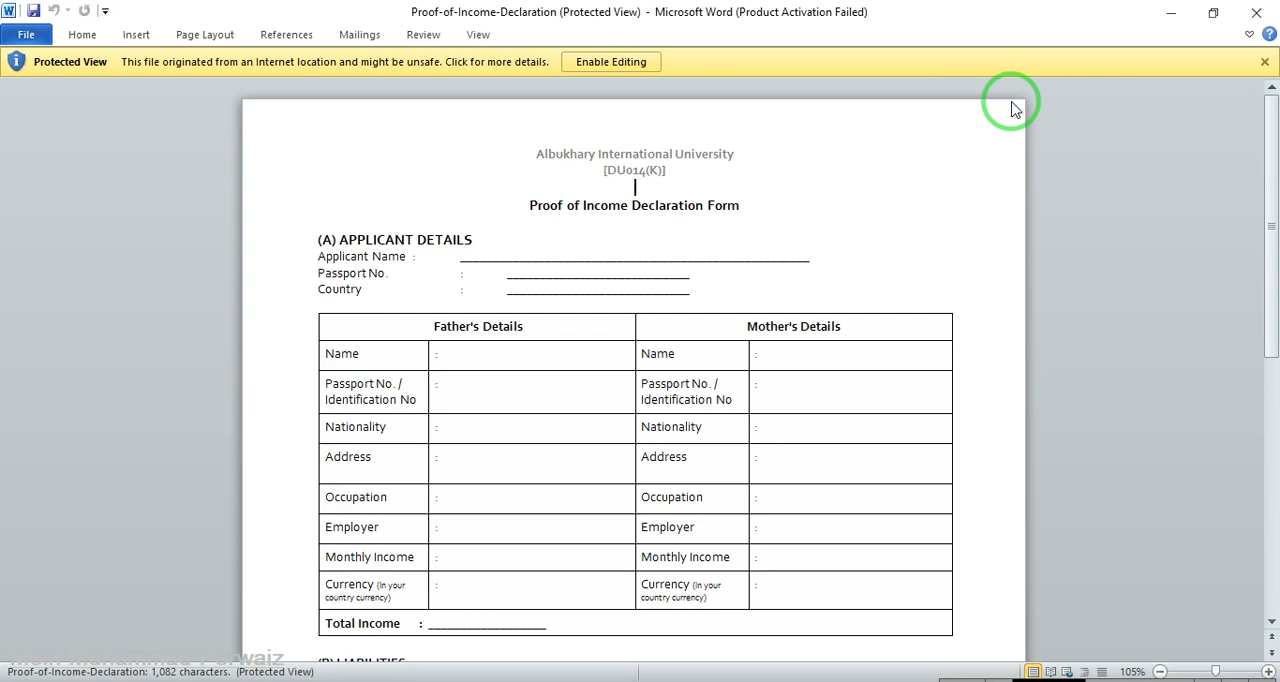 Proof-of-Income-Declaration (Protected View) - Microsoft Word (Product Activation Failed)
File Home Insert Page Layout References Mailings Review View
Protected View This file originated from an Internet location and might be unsafe. Click for more details. Enable Editing
Albukhary International University
[DU014(K)]
Proof of Income Declaration Form
(A) APPLICANT DETAILS
Applicant Name :
Passport No. :
Country :
Father's Details Mother's Details
Name : Name :
Passport No. / : Passport No. / :
Identification No Identification No
Nationality : Nationality :
Address : Address :
Occupation : Occupation :
Employer : Employer :
Monthly Income : Monthly Income :
Currency (In your : Currency (In your :
country currency) country currency)
Total Income :
(B) LIABILITIES
Proof-of-Income-Declaration: 1,082 characters. (Protected View) 105%